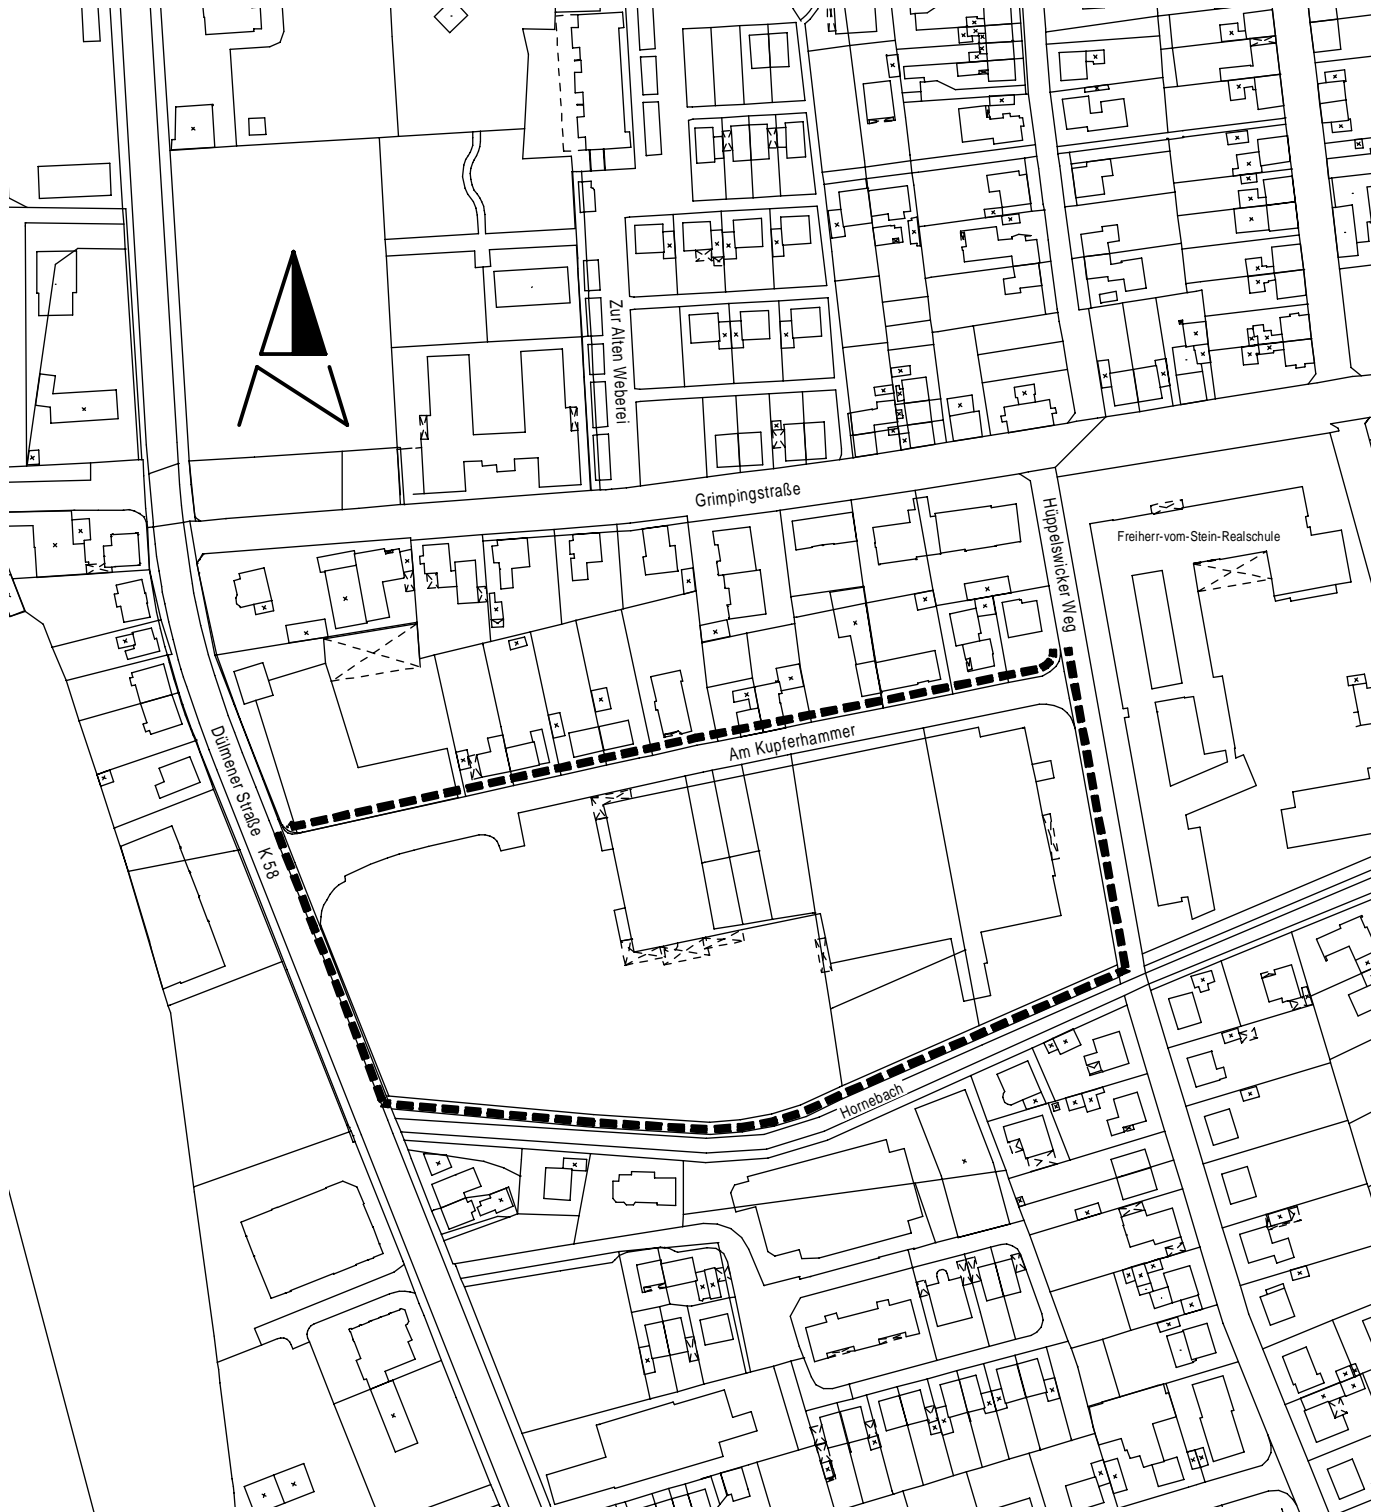 Zur Alten Weberei
Grimpingstraße
Hüppelswicker Weg
Freiherr-vom-Stein-Realschule
Am Kupferhammer
Dülmener Straße K 58
Hornebach